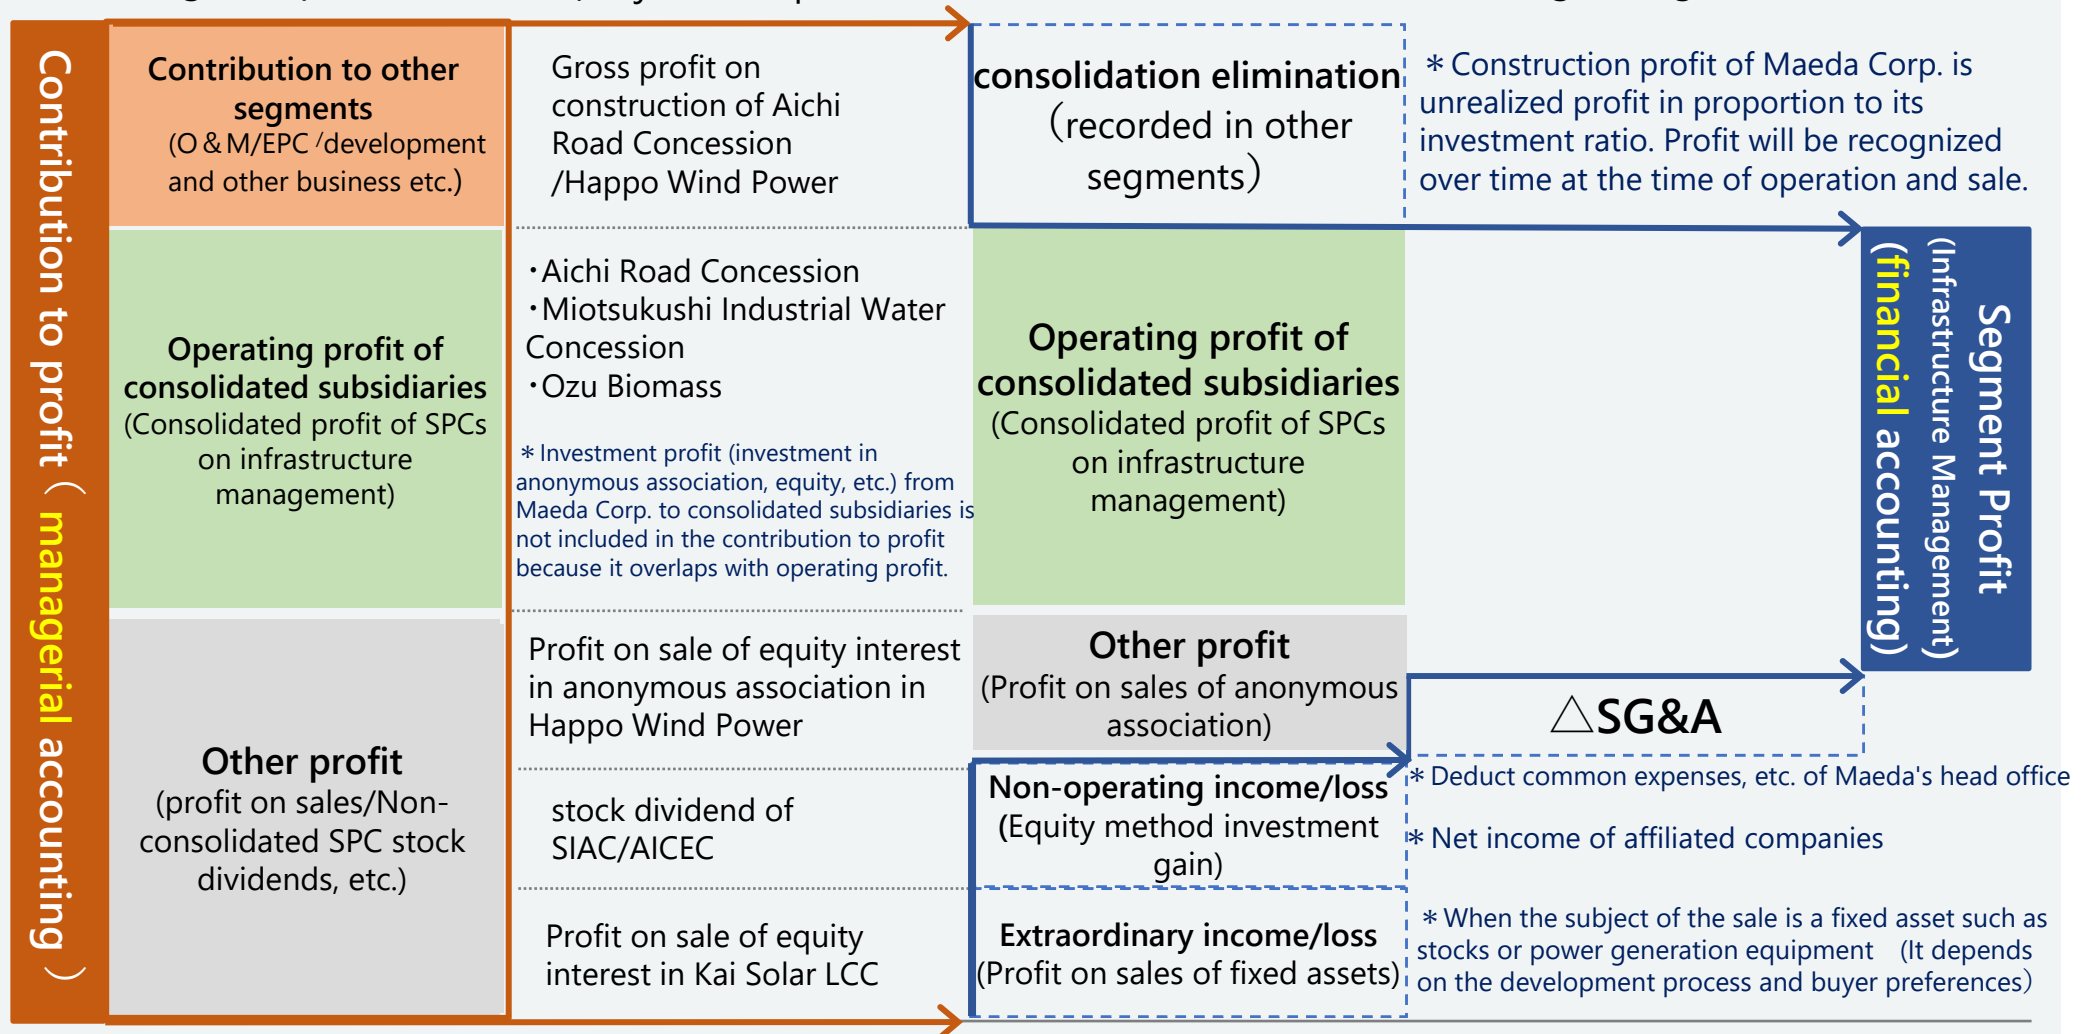 Contribution to profit（managerial accounting）
Contribution to other
segments
(O＆M/EPC /development
and other business etc.)
Operating profit of
consolidated subsidiaries
(Consolidated profit of SPCs
on infrastructure
management)
Other profit
(profit on sales/Non-
consolidated SPC stock
dividends, etc.)
Gross profit on
construction of Aichi
Road Concession
/Happo Wind Power
・Aichi Road Concession
・Miotsukushi Industrial Water
Concession
・Ozu Biomass
＊Investment profit (investment in
anonymous association, equity, etc.) from
Maeda Corp. to consolidated subsidiaries is
not included in the contribution to profit
because it overlaps with operating profit.
Profit on sale of equity interest
in anonymous association in
Happo Wind Power
stock dividend of
SIAC/AICEC
Profit on sale of equity
interest in Kai Solar LCC
consolidation elimination
（recorded in other
segments）
Operating profit of
consolidated subsidiaries
(Consolidated profit of SPCs
on infrastructure
management)
Other profit
(Profit on sales of anonymous
association)
Non-operating income/loss
(Equity method investment
gain)
Extraordinary income/loss
(Profit on sales of fixed assets)
＊Construction profit of Maeda Corp. is
unrealized profit in proportion to its
investment ratio. Profit will be recognized
over time at the time of operation and sale.
△SG&A
＊Deduct common expenses, etc. of Maeda's head office
＊Net income of affiliated companies
＊When the subject of the sale is a fixed asset such as
stocks or power generation equipment （It depends
on the development process and buyer preferences）
Segment Profit
(Infrastructure Management)
(financial accounting)